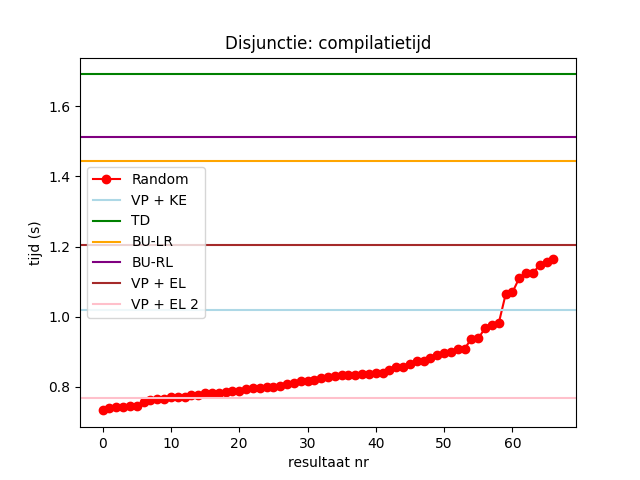 Disjunctie: compilatietijd
tijd (s)
1.6
1.4
1.2
1.0
0.8
Random
VP + KE
TD
BU-LR
BU-RL
VP + EL
VP + EL 2
0 10 20 30 40 50 60
resultaat nr